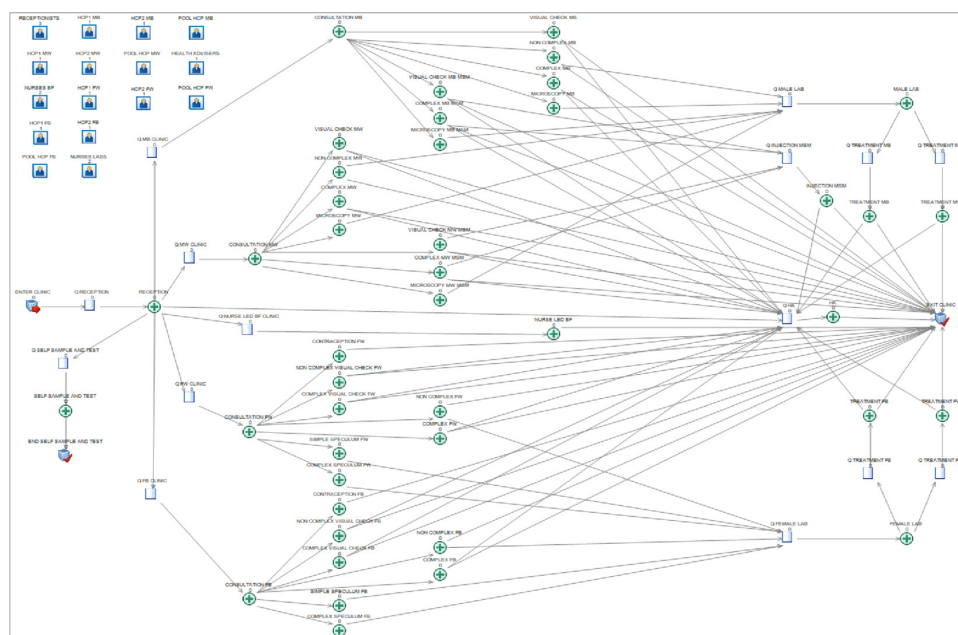 RECEPTIONISTS
HCP1 MB
HCP2 MB
POOL HCP MB
HCP1 MW
HCP2 MW
POOL HCP MW
HEALTH ADVISERS
NURSES BF
HCP1 FW
HCP2 FW
POOL HCP FW
HCP1 FB
HCP2 FB
POOL HCP FB
NURSES LABS
CONSULTATION MB
VISUAL CHECK MB
NON COMPLEX MB
COMPLEX MB
MICROSCOPY MB
VISUAL CHECK MB MSM
COMPLEX MB MSM
MICROSCOPY MB MSM
Q MALE LAB
MALE LAB
Q MB CLINIC
VISUAL CHECK MW
NON COMPLEX MW
COMPLEX MW
MICROSCOPY MW
Q INJECTION MSM
Q TREATMENT MB
Q TREATMENT M
INJECTION MSM
TREATMENT MB
Q MW CLINIC
CONSULTATION MW
VISUAL CHECK MW MSM
COMPLEX MW MSM
MICROSCOPY MW MSM
ENTER CLINIC
Q RECEPTION
RECEPTION
Q HA
HA
EXIT CLINIC
Q NURSE LED BF CLINIC
NURSE LED BF
Q SELF SAMPLE AND TEST
SELF SAMPLE AND TEST
END SELF SAMPLE AND TEST
Q FW CLINIC
CONSULTATION FW
CONTRACEPTION FW
NON COMPLEX VISUAL CHECK FW
COMPLEX VISUAL CHECK FW
NON COMPLEX FW
COMPLEX FW
SIMPLE SPECULUM FW
COMPLEX SPECULUM FW
TREATMENT FB
Q TREATMENT FB
Q FB CLINIC
CONTRACEPTION FB
NON COMPLEX VISUAL CHECK FB
COMPLEX VISUAL CHECK FB
NON COMPLEX FB
COMPLEX FB
Q FEMALE LAB
FEMALE LAB
CONSULTATION FB
SIMPLE SPECULUM FB
COMPLEX SPECULUM FB